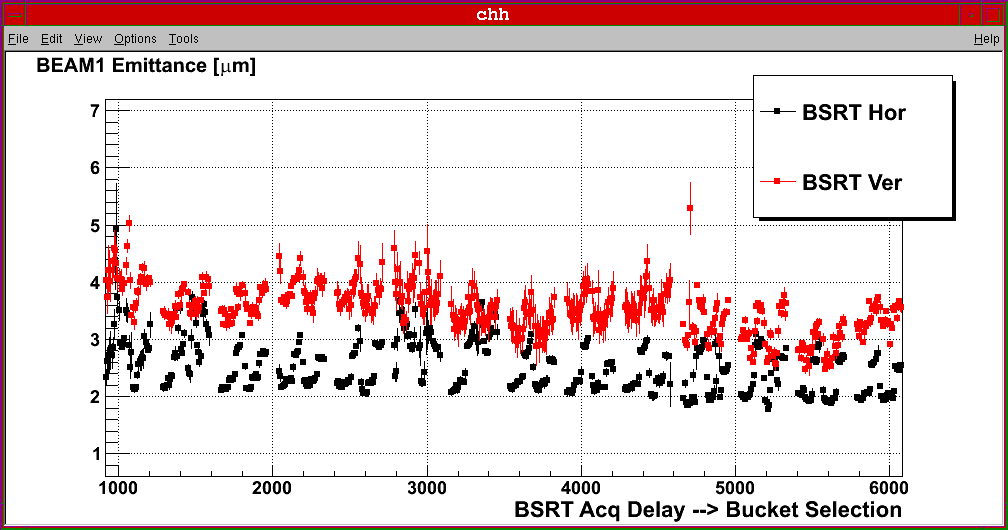 chh
File Edit View Options Tools Help
BEAM1 Emittance [μm]
BSRT Hor
BSRT Ver
7
6
5
4
3
2
1
1000 2000 3000 4000 5000 6000
BSRT Acq Delay --> Bucket Selection